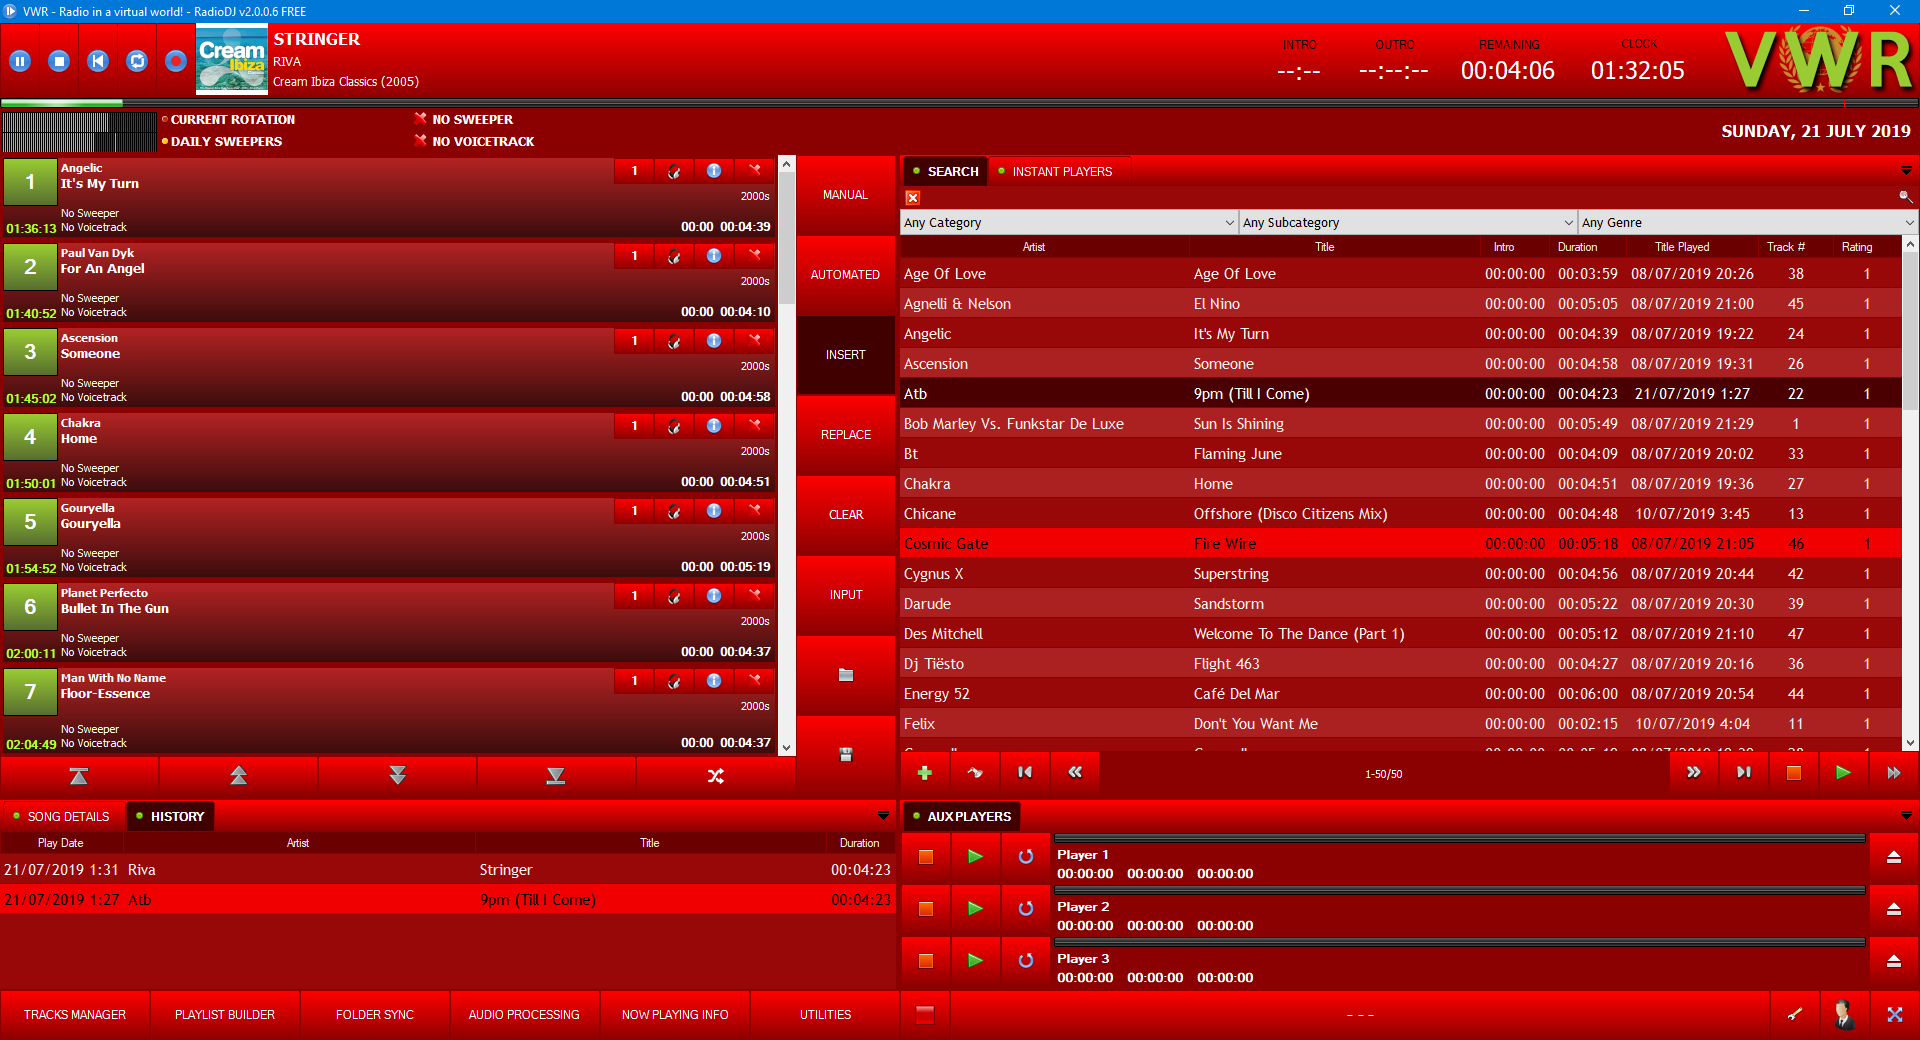 VWR - Radio in a virtual world! - RadioDJ v2.0.0.6 FREE
Cream
Ibiza
Classics
STRINGER
RIVA
Cream Ibiza Classics (2005)
INTRO
--:--
OUTRO
--:--:--
REMAINING
00:04:06
CLOCK
01:32:05
VWR
CURRENT ROTATION
DAILY SWEEPERS
NO SWEEPER
NO VOICETRACK
SUNDAY, 21 JULY 2019
1
Angelic
It's My Turn
1
2000s
No Sweeper
01:36:13 No Voicetrack 00:00 00:04:39
2
Paul Van Dyk
For An Angel
1
2000s
No Sweeper
01:40:52 No Voicetrack 00:00 00:04:10
3
Ascension
Someone
1
2000s
No Sweeper
01:45:02 No Voicetrack 00:00 00:04:58
4
Chakra
Home
1
2000s
No Sweeper
01:50:01 No Voicetrack 00:00 00:04:51
5
Gouryella
Gouryella
1
2000s
No Sweeper
01:54:52 No Voicetrack 00:00 00:05:19
6
Planet Perfecto
Bullet In The Gun
1
2000s
No Sweeper
02:00:11 No Voicetrack 00:00 00:04:37
7
Man With No Name
Floor-Essence
1
2000s
No Sweeper
02:04:49 No Voicetrack 00:00 00:04:37
MANUAL
AUTOMATED
INSERT
REPLACE
CLEAR
INPUT
SEARCH INSTANT PLAYERS
Any Category Any Subcategory Any Genre
Artist Title Intro Duration Title Played Track # Rating
Age Of Love Age Of Love 00:00:00 00:03:59 08/07/2019 20:26 38 1
Agnelli & Nelson El Nino 00:00:00 00:05:05 08/07/2019 21:00 45 1
Angelic It's My Turn 00:00:00 00:04:39 08/07/2019 19:22 24 1
Ascension Someone 00:00:00 00:04:58 08/07/2019 19:31 26 1
Atb 9pm (Till I Come) 00:00:00 00:04:23 21/07/2019 1:27 22 1
Bob Marley Vs. Funkstar De Luxe Sun Is Shining 00:00:00 00:05:49 08/07/2019 21:29 1 1
Bt Flaming June 00:00:00 00:04:09 08/07/2019 20:02 33 1
Chakra Home 00:00:00 00:04:51 08/07/2019 19:36 27 1
Chicane Offshore (Disco Citizens Mix) 00:00:00 00:04:48 10/07/2019 3:45 13 1
Cosmic Gate Fire Wire 00:00:00 00:05:18 08/07/2019 21:05 46 1
Cygnus X Superstring 00:00:00 00:04:56 08/07/2019 20:44 42 1
Darude Sandstorm 00:00:00 00:05:22 08/07/2019 20:30 39 1
Des Mitchell Welcome To The Dance (Part 1) 00:00:00 00:05:12 08/07/2019 21:10 47 1
Dj Tiësto Flight 463 00:00:00 00:04:27 08/07/2019 20:16 36 1
Energy 52 Café Del Mar 00:00:00 00:06:00 08/07/2019 20:54 44 1
Felix Don't You Want Me 00:00:00 00:02:15 10/07/2019 4:04 11 1
1-50/50
SONG DETAILS HISTORY
Play Date Artist Title Duration
21/07/2019 1:31 Riva Stringer 00:04:23
21/07/2019 1:27 Atb 9pm (Till I Come) 00:04:23
AUX PLAYERS
Player 1
00:00:00 00:00:00 00:00:00
Player 2
00:00:00 00:00:00 00:00:00
Player 3
00:00:00 00:00:00 00:00:00
TRACKS MANAGER PLAYLIST BUILDER FOLDER SYNC AUDIO PROCESSING NOW PLAYING INFO UTILITIES
- - -